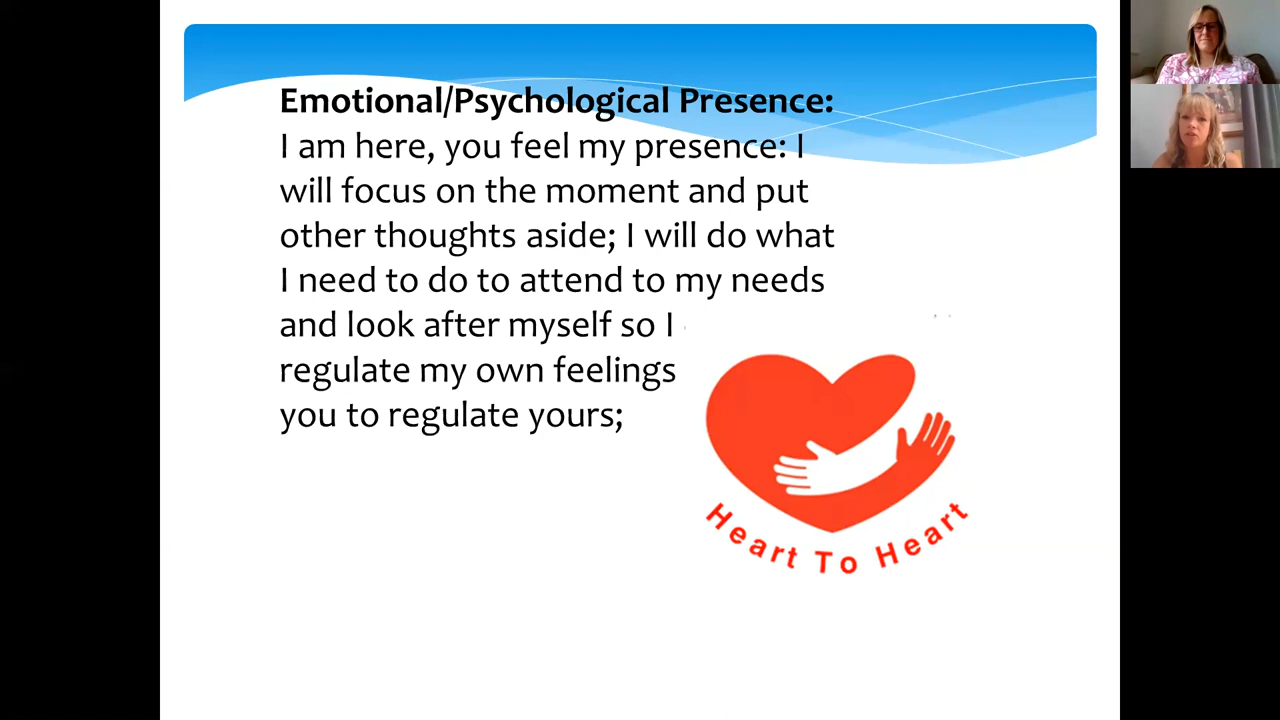 Emotional/Psychological Presence:
I am here, you feel my presence: I
will focus on the moment and put
other thoughts aside; I will do what
I need to do to attend to my needs
and look after myself so I
regulate my own feelings
you to regulate yours;
Heart To Heart